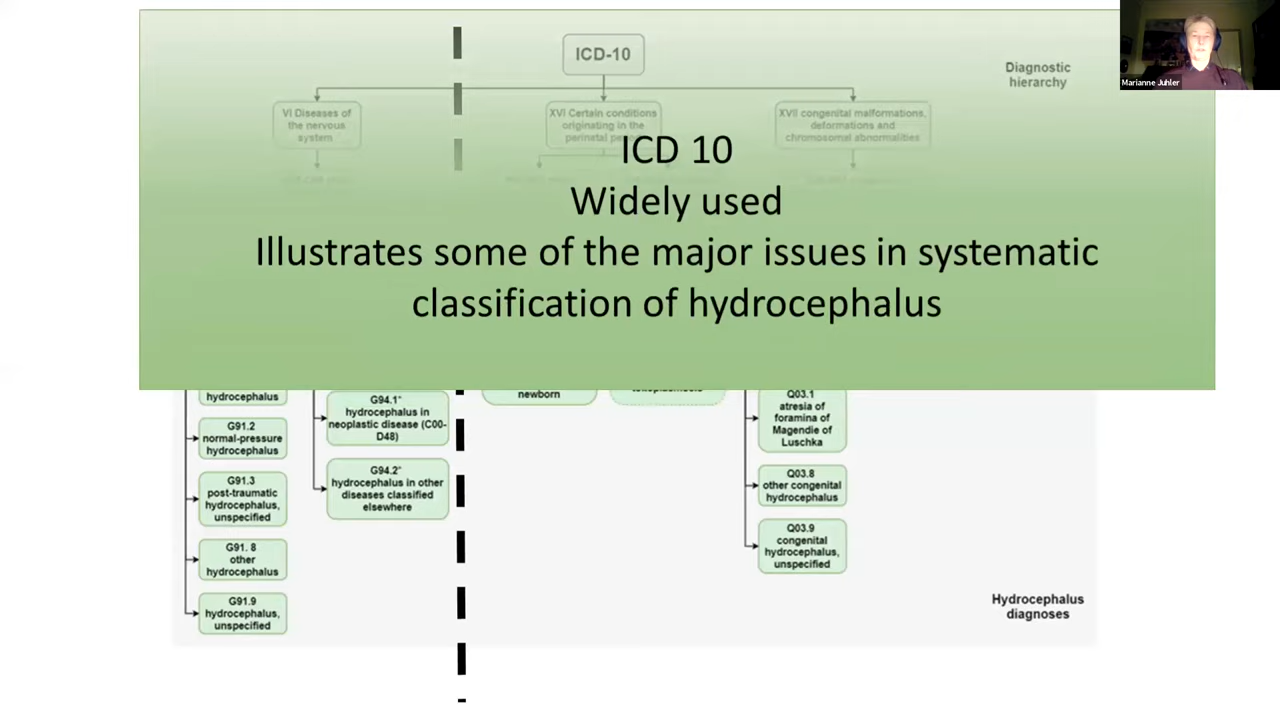 ICD-10
Diagnostic
hierarchy
Marianne Juhler
VI Diseases of
the nervous
system
XVI Certain conditions
originating in the
perinatal
XVII congenital malformations,
deformations and
chromosomal abnormalities
ICD 10
Widely used
Illustrates some of the major issues in systematic
classification of hydrocephalus
hydrocephalus
G91.2
normal-pressure
hydrocephalus
G91.3
post-traumatic
hydrocephalus,
unspecified
G91. 8
other
hydrocephalus
G91.9
hydrocephalus,
unspecified
G94.1*
hydrocephalus in
neoplastic disease (C00-
D48)
G94.2*
hydrocephalus in other
diseases classified
elsewhere
newborn
Q03.1
atresia of
foramina of
Magendie of
Luschka
Q03.8
other congenital
hydrocephalus
Q03.9
congenital
hydrocephalus,
unspecified
Hydrocephalus
diagnoses